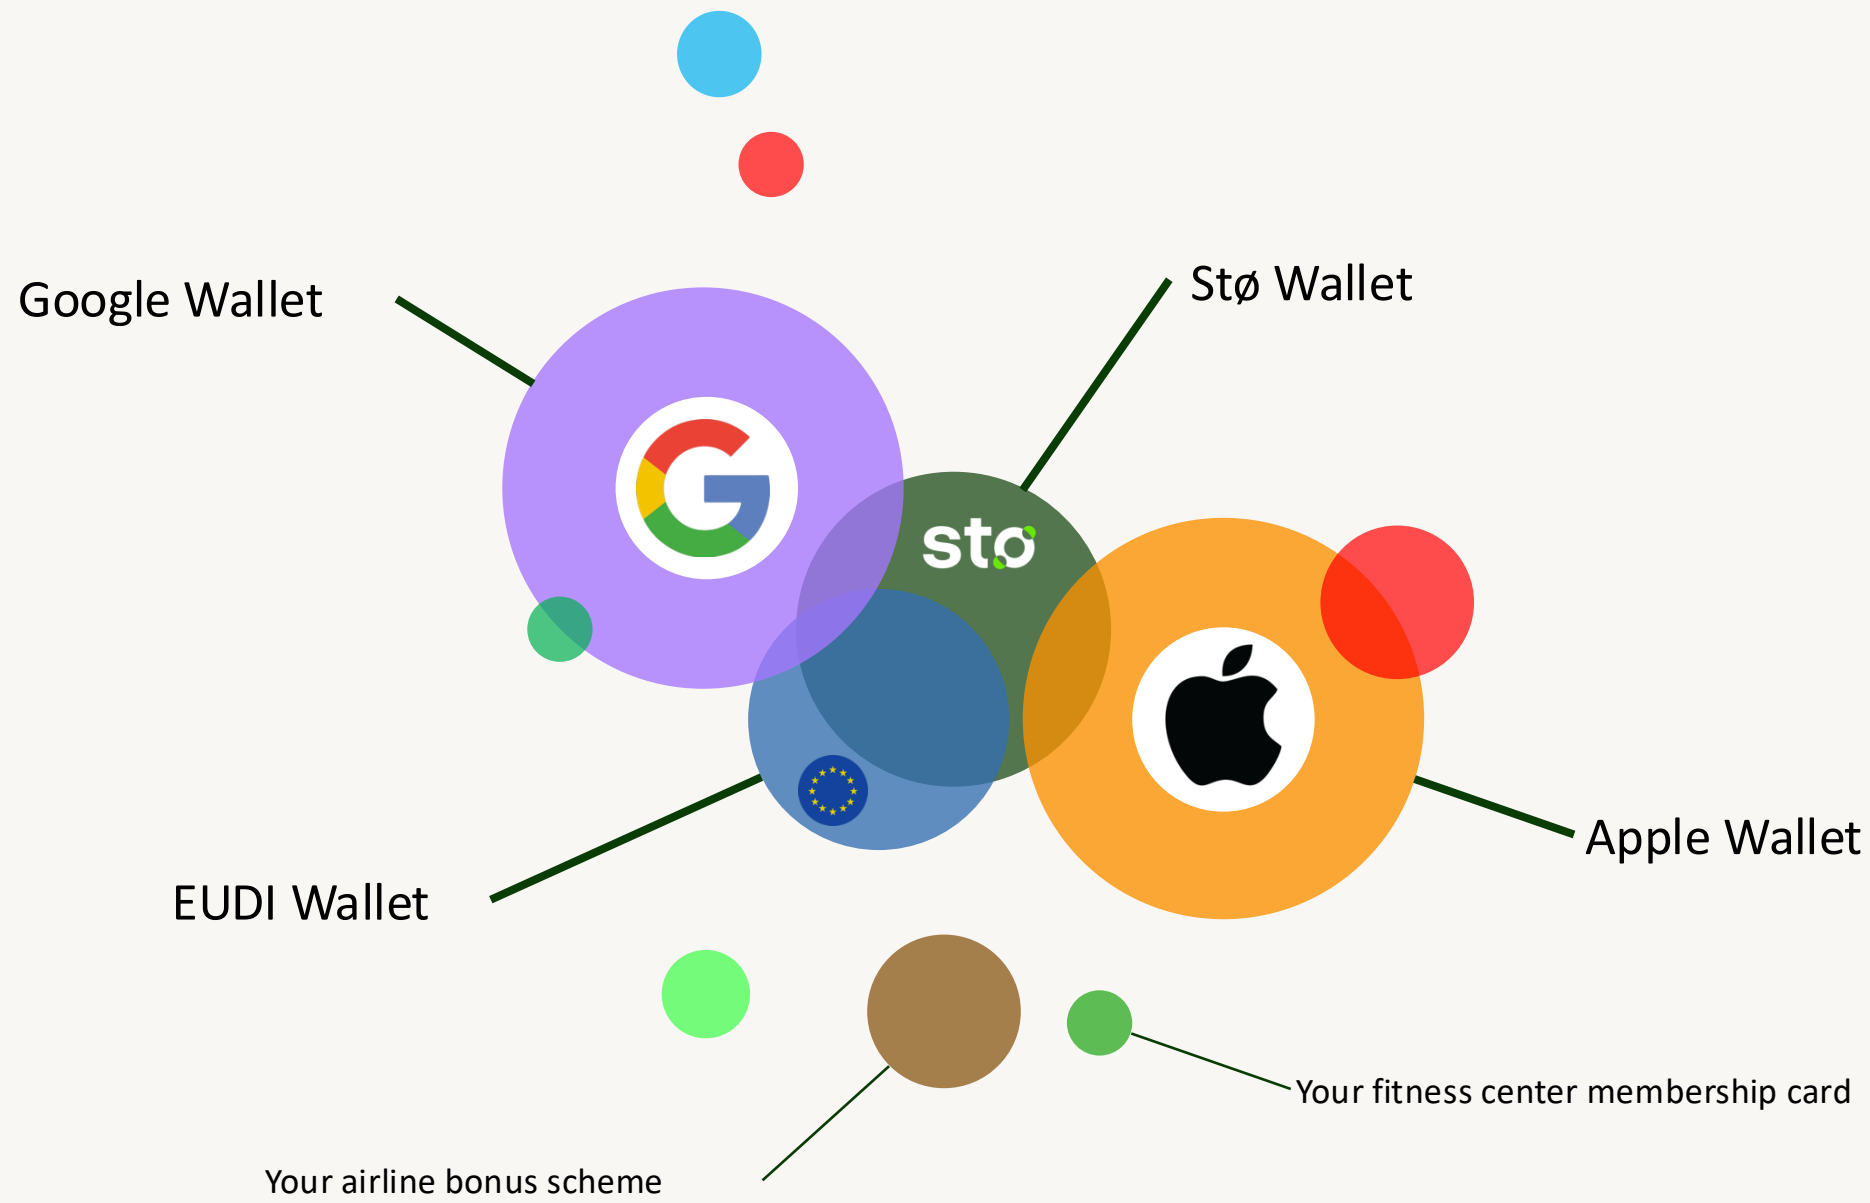 Google Wallet
Stø Wallet
stø
Apple Wallet
EUDI Wallet
Your fitness center membership card
Your airline bonus scheme